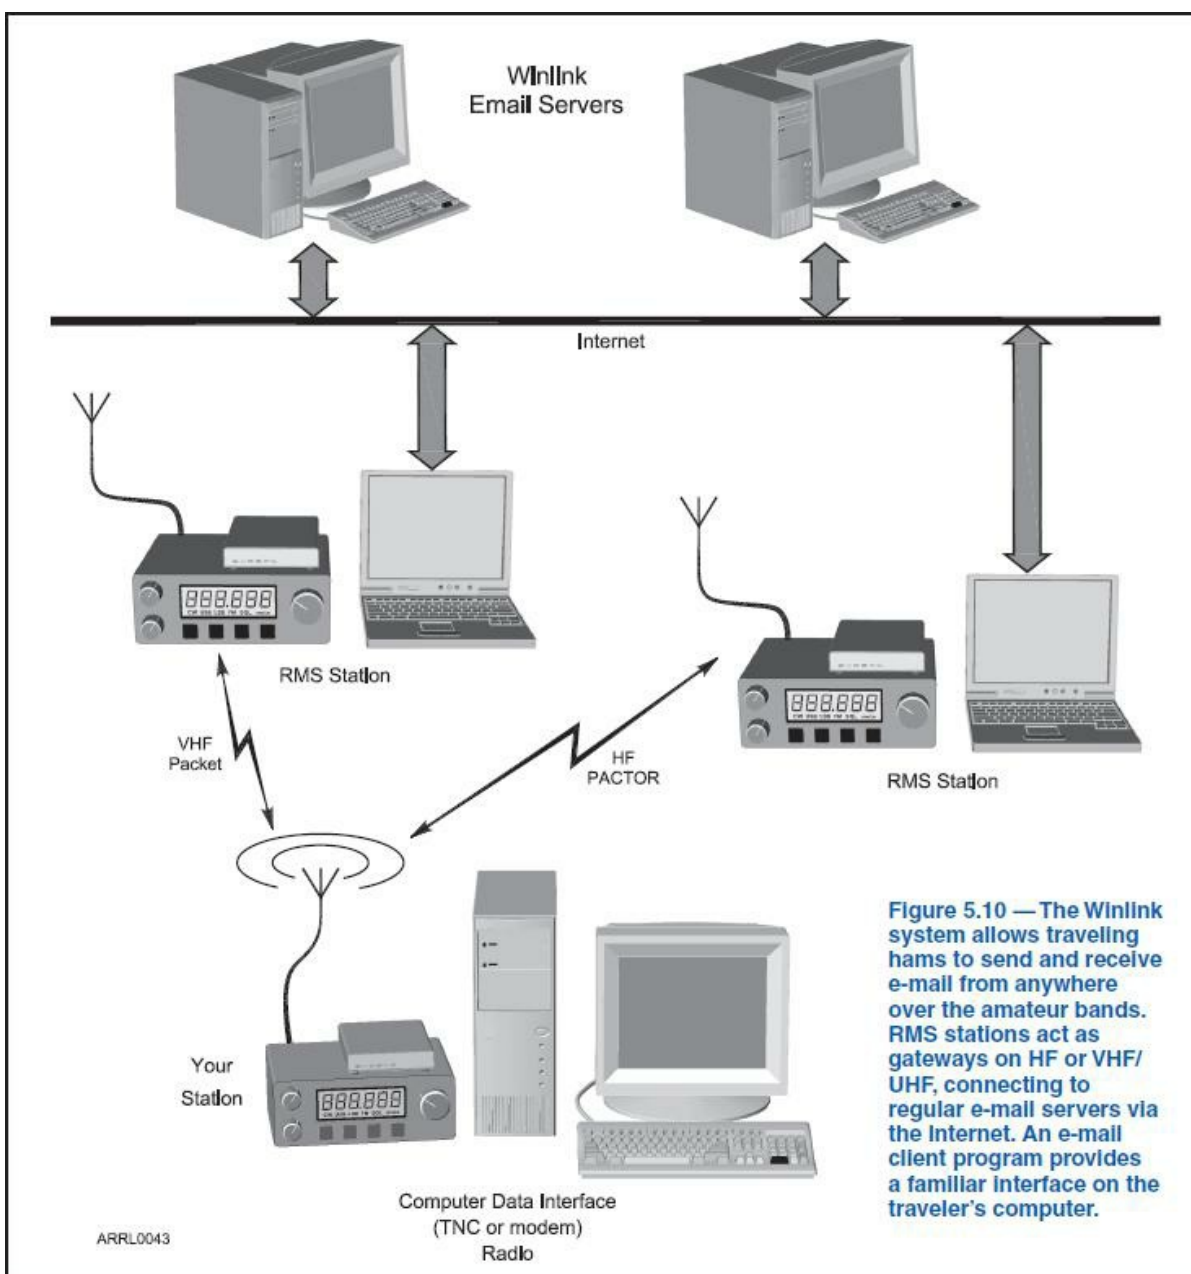 Winlink
Email Servers
Internet
RMS Station
VHF
Packet
HF
PACTOR
RMS Station
Your
Station
Computer Data Interface
(TNC or modem)
Radio
ARRL0043
Figure 5.10 — The Winlink
system allows traveling
hams to send and receive
e-mail from anywhere
over the amateur bands.
RMS stations act as
gateways on HF or VHF/
UHF, connecting to
regular e-mail servers via
the Internet. An e-mail
client program provides
a familiar interface on the
traveler's computer.